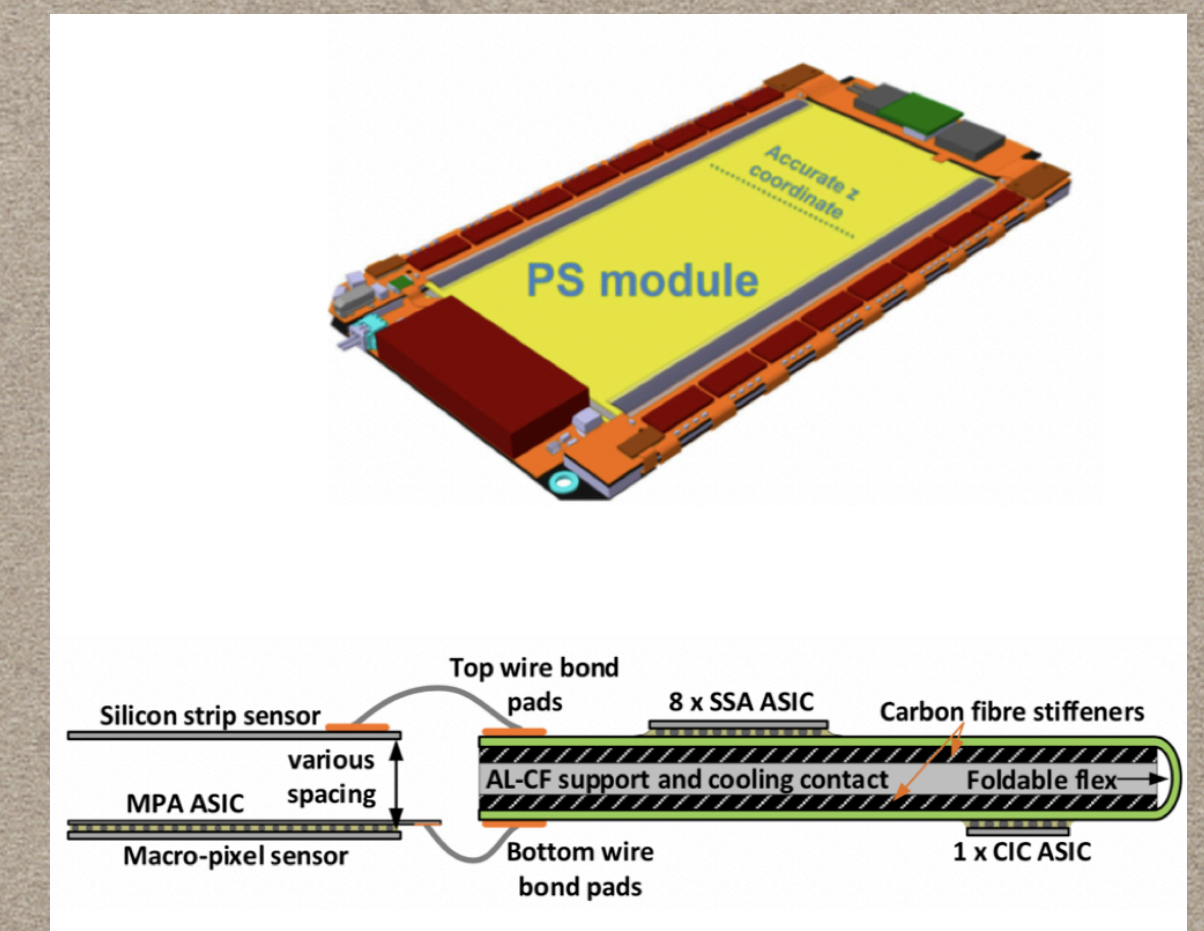 Accurate z
coordinate
PS module
Top wire bond
pads
8 x SSA ASIC
Silicon strip sensor
Carbon fibre stiffeners
various
spacing
AL-CF support and cooling contact
Foldable flex
MPA ASIC
Macro-pixel sensor
Bottom wire
bond pads
1 x CIC ASIC